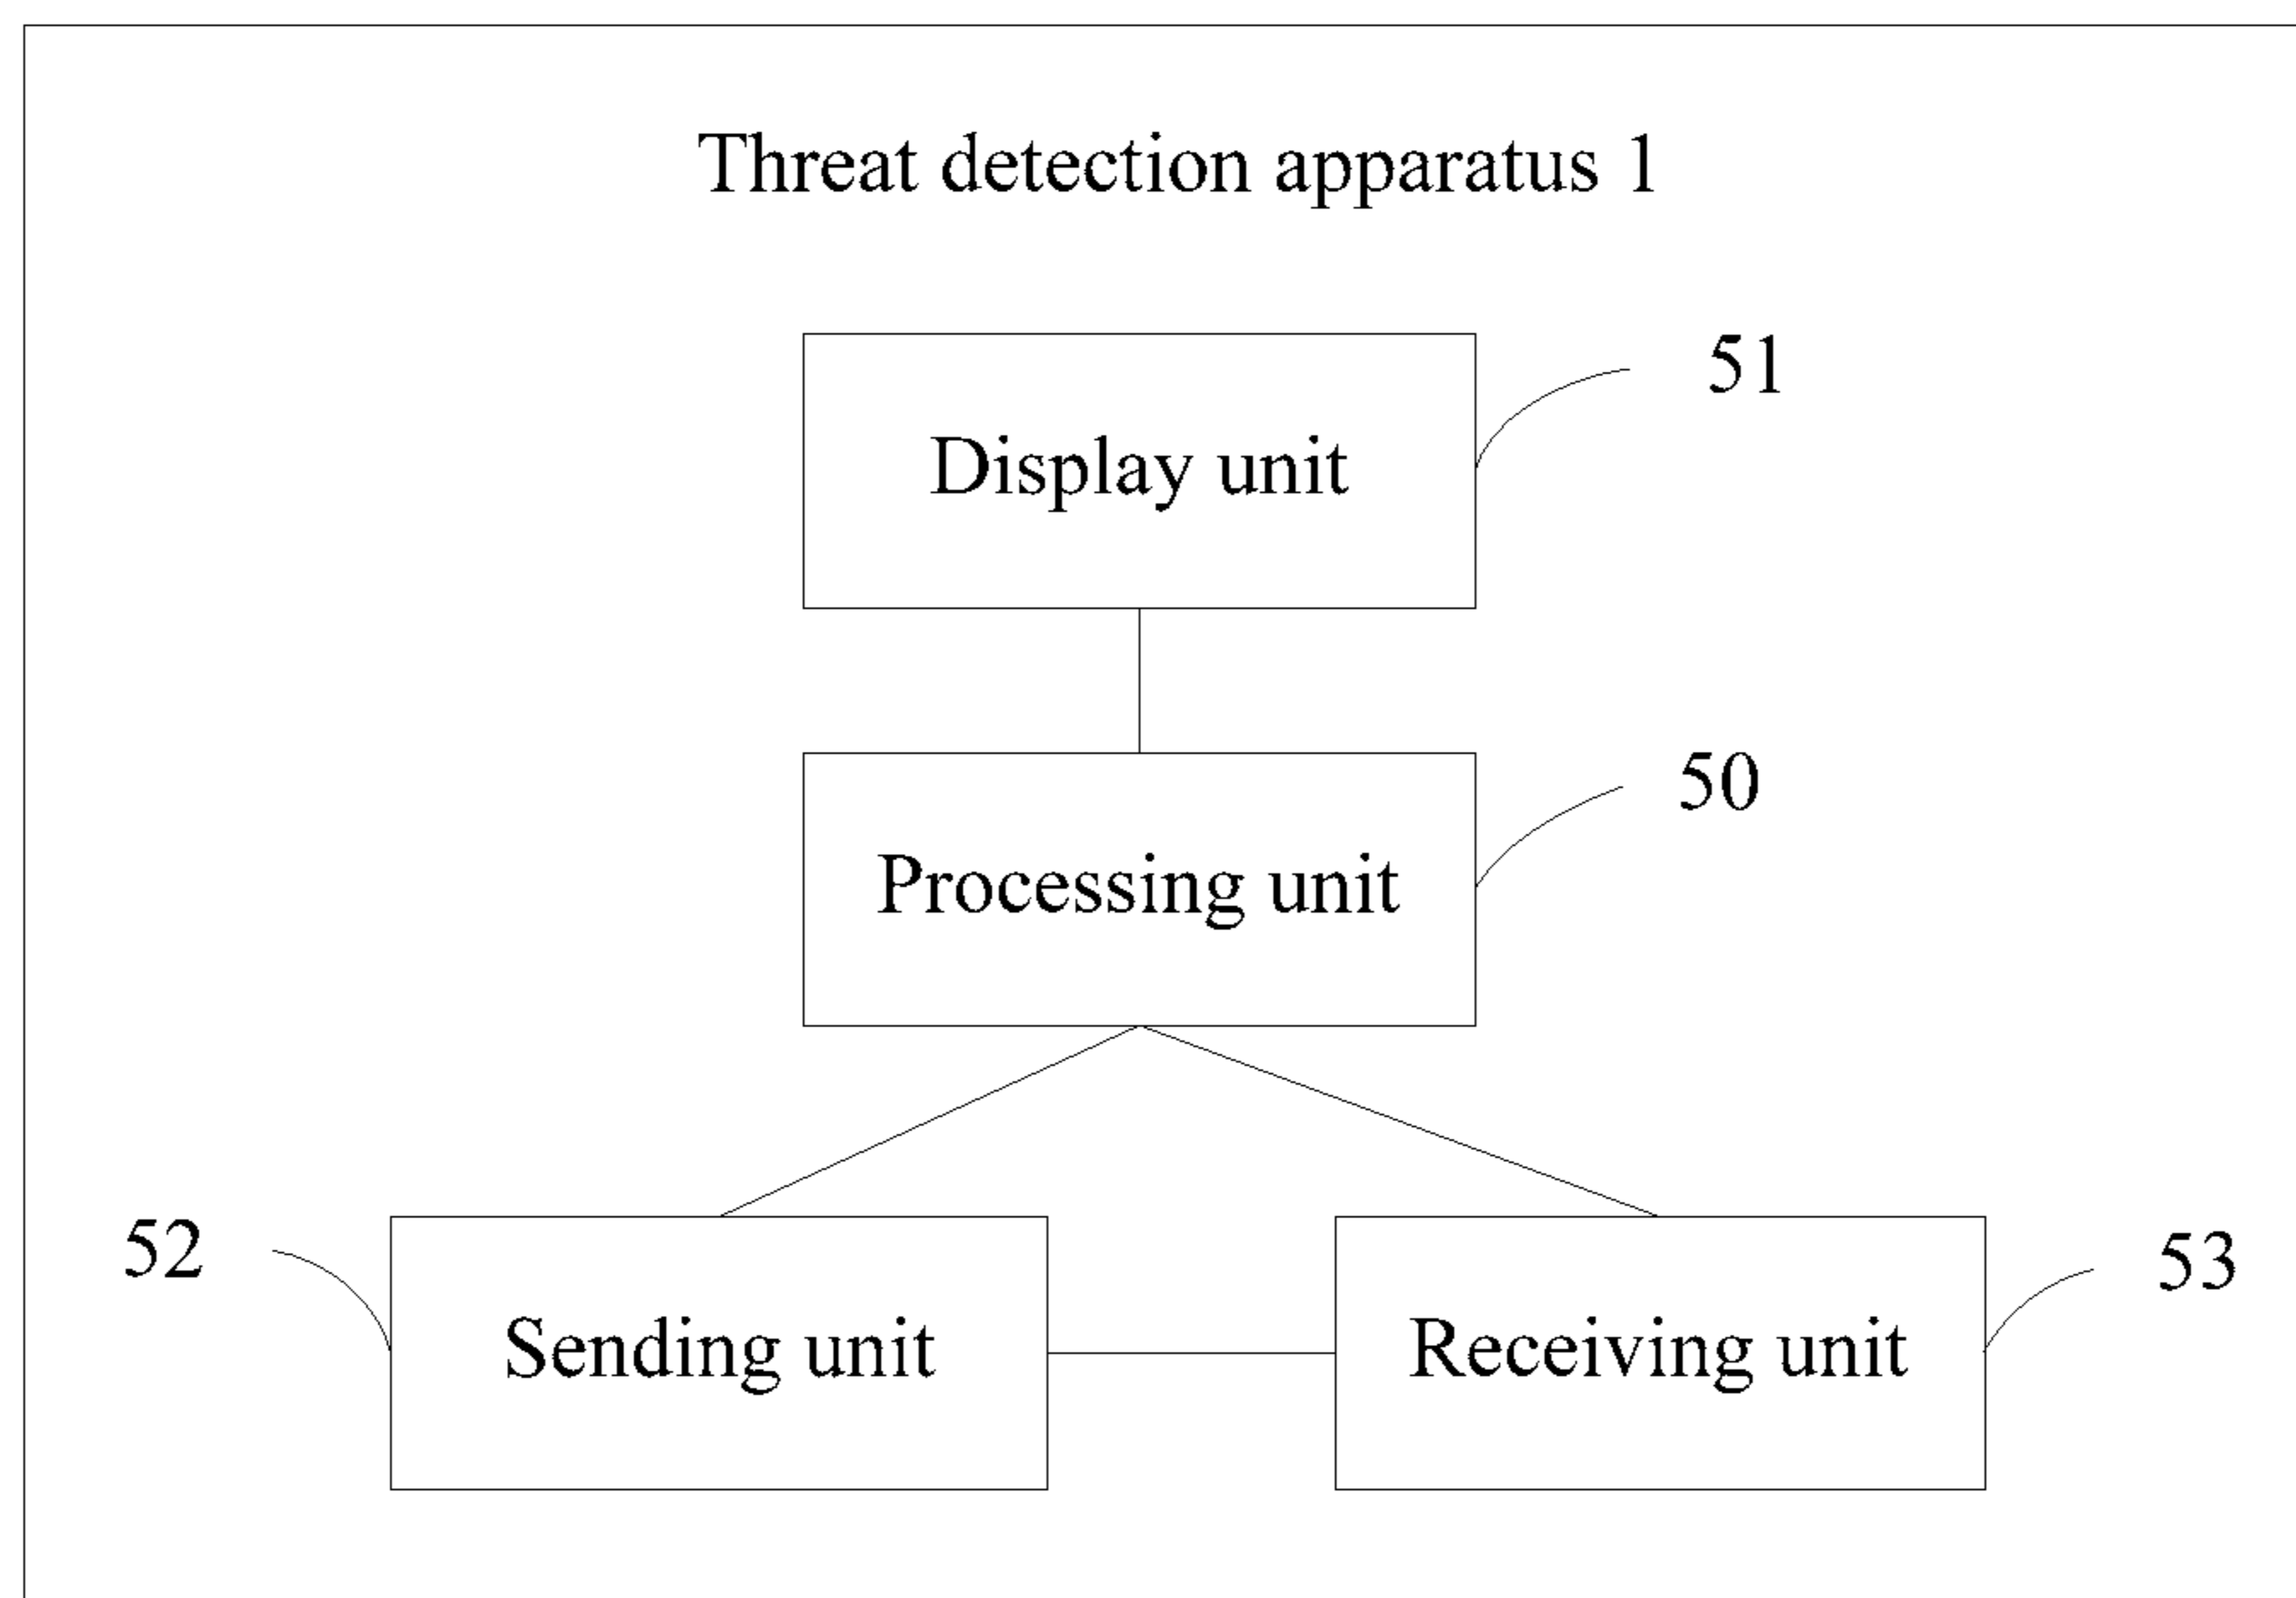 Threat detection apparatus 1
51
Display unit
50
Processing unit
52
53
Sending unit
Receiving unit